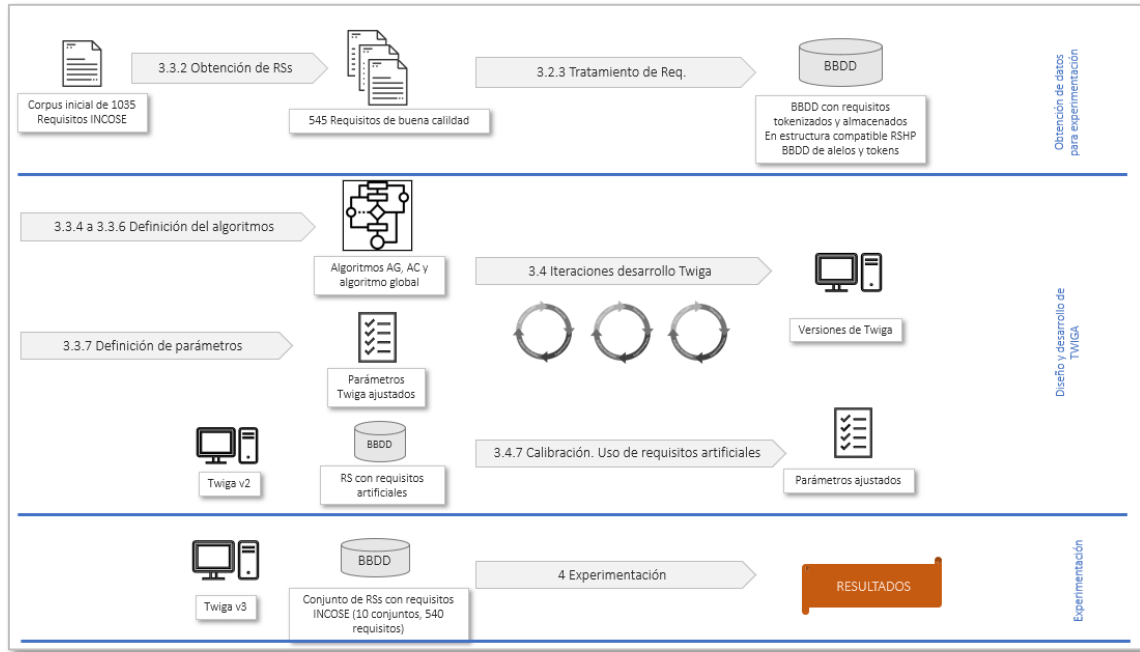 3.3.2 Obtención de RSs
3.2.3 Tratamiento de Req.
BBDD
Corpus inicial de 1035
Requisitos INCOSE
545 Requisitos de buena calildad
BBDD con requisitos
tokenizados y almacenados
En estructura compatible RSHP
BBDD de alelos y tokens
Obtención de datos
para experimentación
3.3.4 a 3.3.6 Definición del algoritmos
Algoritmos AG, AC y
algoritmo global
3.4 Iteraciones desarrollo Twiga
Versiones de Twiga
3.3.7 Definición de parámetros
Parámetros
Twiga ajustados
Diseño y desarrollo de
TWIGA
Twiga v2
BBDD
RS con requisitos
artificiales
3.4.7 Calibración. Uso de requisitos artificiales
Parámetros ajustados
Twiga v3
BBDD
Conjunto de RSs con requisitos
INCOSE (10 conjuntos, 540
requisitos)
4 Experimentación
RESULTADOS
Experimentación